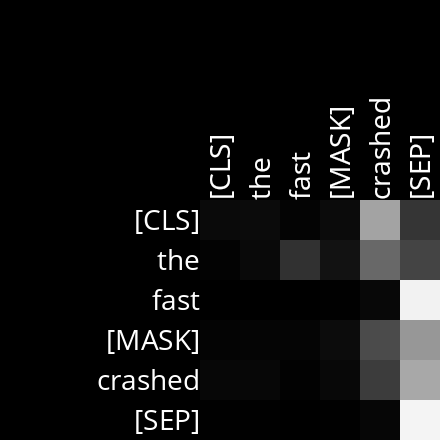 [CLS]
the
fast
[MASK]
crashed
[SEP]
[CLS]
the
fast
[MASK]
crashed
[SEP]